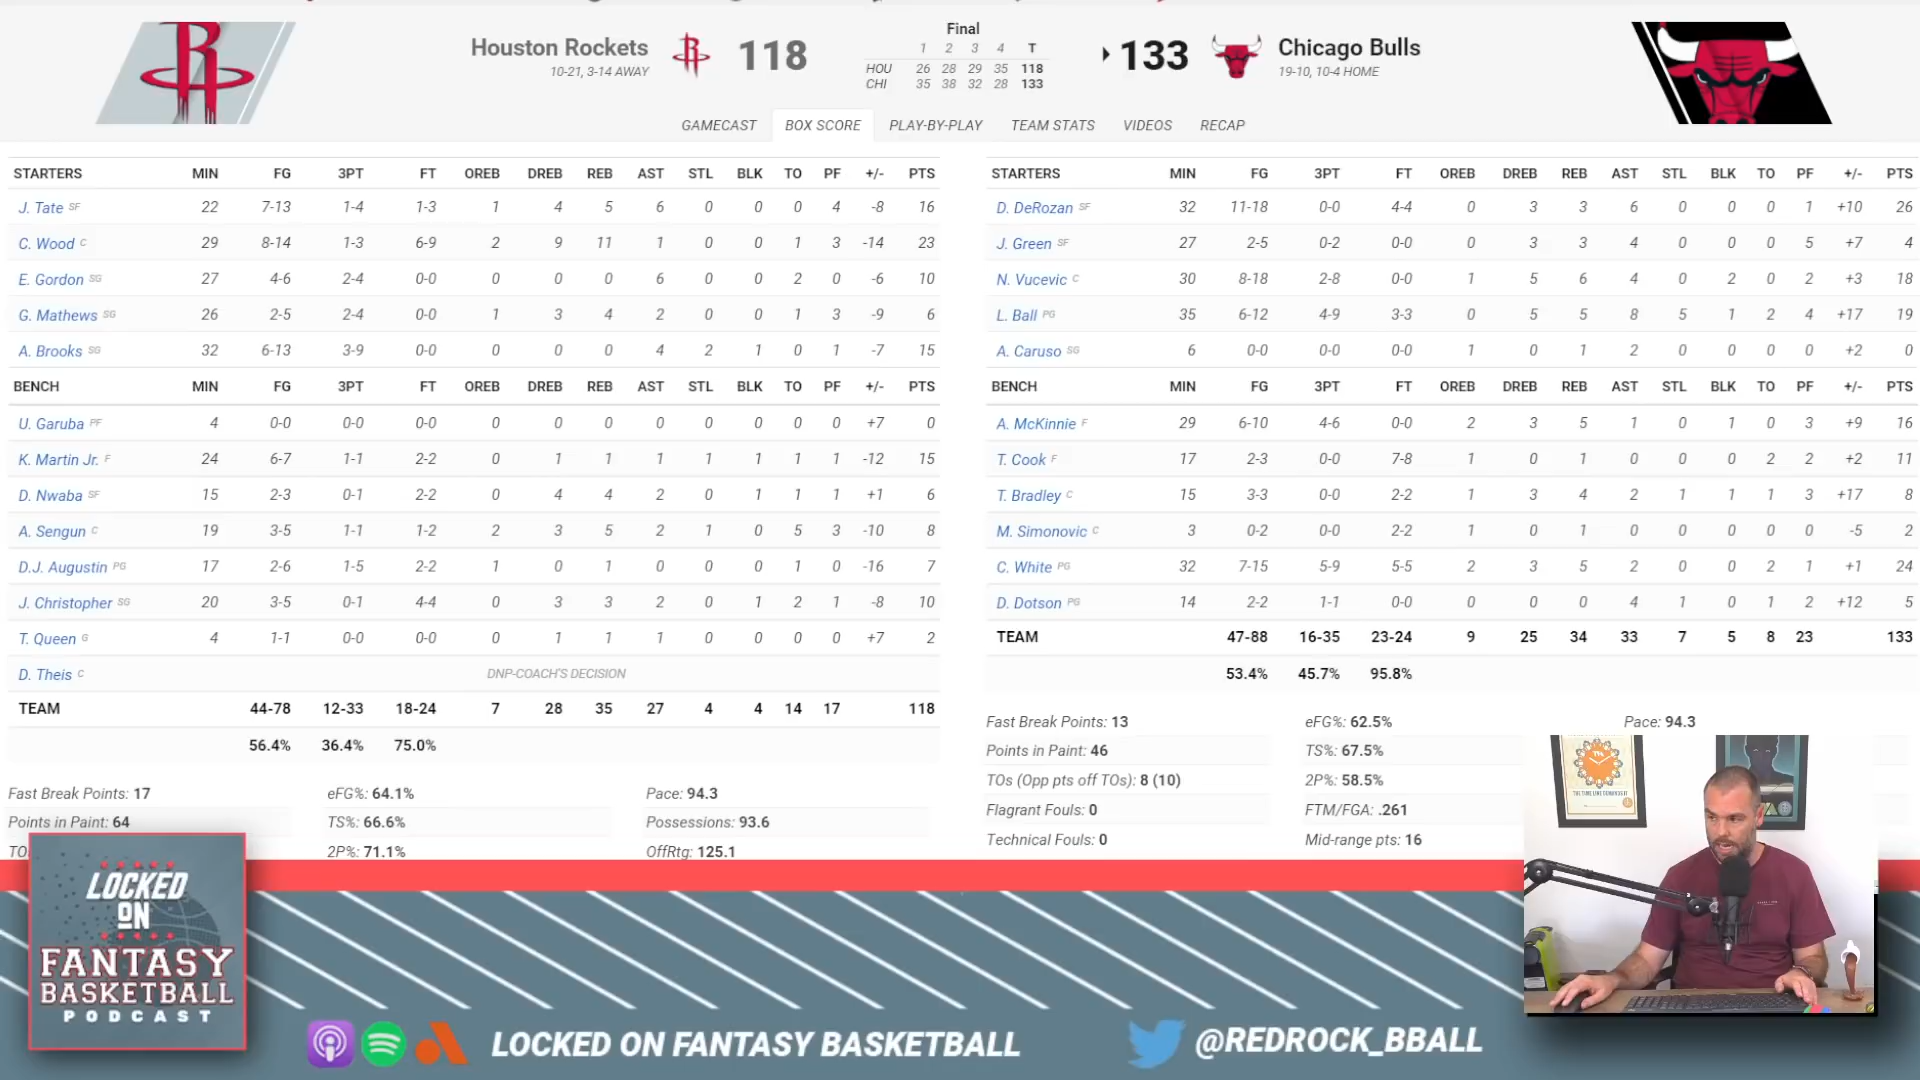 Final
Houston Rockets 118 133 Chicago Bulls
10-21, 3-14 AWAY 19-10, 10-4 HOME
1 2 3 4 T
HOU 26 28 29 35 118
CHI 35 38 32 28 133
GAMECAST BOX SCORE PLAY-BY-PLAY TEAM STATS VIDEOS RECAP
STARTERS MIN FG 3PT FT OREB DREB REB AST STL BLK TO PF +/- PTS
J. Tate SF 22 7-13 1-4 1-3 1 4 5 6 0 0 0 4 -8 16
C. Wood C 29 8-14 1-3 6-9 2 9 11 1 0 0 1 3 -14 23
E. Gordon SG 27 4-6 2-4 0-0 0 0 0 6 0 0 2 0 -6 10
G. Mathews SG 26 2-5 2-4 0-0 1 3 4 2 0 0 1 3 -9 6
A. Brooks SG 32 6-13 3-9 0-0 0 0 0 4 2 1 0 1 -7 15
BENCH MIN FG 3PT FT OREB DREB REB AST STL BLK TO PF +/- PTS
U. Garuba PF 4 0-0 0-0 0-0 0 0 0 0 0 0 0 0 +7 0
K. Martin Jr. F 24 6-7 1-1 2-2 0 1 1 1 1 1 1 1 -12 15
D. Nwaba SF 15 2-3 0-1 2-2 0 4 4 2 0 1 1 1 +1 6
A. Sengun C 19 3-5 1-1 1-2 2 3 5 2 1 0 5 3 -10 8
D.J. Augustin PG 17 2-6 1-5 2-2 1 0 1 0 0 0 1 0 -16 7
J. Christopher SG 20 3-5 0-1 4-4 0 3 3 2 0 1 2 1 -8 10
T. Queen G 4 1-1 0-0 0-0 0 1 1 1 0 0 0 0 +7 2
D. Theis C DNP-COACH'S DECISION
TEAM 44-78 12-33 18-24 7 28 35 27 4 4 14 17 118
56.4% 36.4% 75.0%
Fast Break Points: 17 eFG%: 64.1% Pace: 94.3
Points in Paint: 64 TS%: 66.6% Possessions: 93.6
TO 2P%: 71.1% OffRtg: 125.1
STARTERS MIN FG 3PT FT OREB DREB REB AST STL BLK TO PF +/- PTS
D. DeRozan SF 32 11-18 0-0 4-4 0 3 3 6 0 0 0 1 +10 26
J. Green SF 27 2-5 0-2 0-0 0 3 3 4 0 0 0 5 +7 4
N. Vucevic C 30 8-18 2-8 0-0 1 5 6 4 0 2 0 2 +3 18
L. Ball PG 35 6-12 4-9 3-3 0 5 5 8 5 1 2 4 +17 19
A. Caruso SG 6 0-0 0-0 0-0 1 0 1 2 0 0 0 0 +2 0
BENCH MIN FG 3PT FT OREB DREB REB AST STL BLK TO PF +/- PTS
A. McKinnie F 29 6-10 4-6 0-0 2 3 5 1 0 1 0 3 +9 16
T. Cook F 17 2-3 0-0 7-8 1 0 1 0 0 0 2 2 +2 11
T. Bradley C 15 3-3 0-0 2-2 1 3 4 2 1 1 1 3 +17 8
M. Simonovic C 3 0-2 0-0 2-2 1 0 1 0 0 0 0 0 -5 2
C. White PG 32 7-15 5-9 5-5 2 3 5 2 0 0 2 1 +1 24
D. Dotson PG 14 2-2 1-1 0-0 0 0 0 4 1 0 1 2 +12 5
TEAM 47-88 16-35 23-24 9 25 34 33 7 5 8 23 133
53.4% 45.7% 95.8%
Fast Break Points: 13 eFG%: 62.5% Pace: 94.3
Points in Paint: 46 TS%: 67.5%
TOs (Opp pts off TOs): 8 (10) 2P%: 58.5%
Flagrant Fouls: 0 FTM/FGA: .261
Technical Fouls: 0 Mid-range pts: 16
LOCKED
ON
FANTASY
BASKETBALL
PODCAST
LOCKED ON FANTASY BASKETBALL
@REDROCK_BBALL